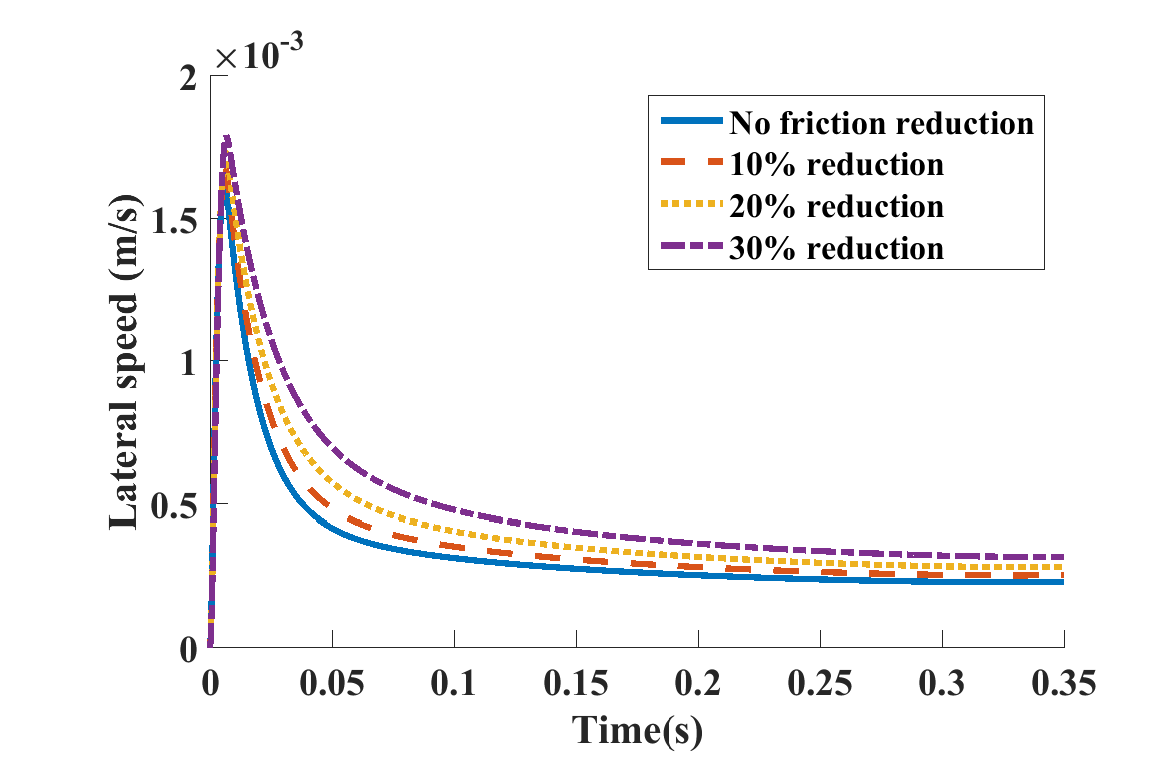 ×10-3
2
1.5
1
0.5
0
Lateral speed (m/s)
No friction reduction
10% reduction
20% reduction
30% reduction
0 0.05 0.1 0.15 0.2 0.25 0.3 0.35
Time(s)